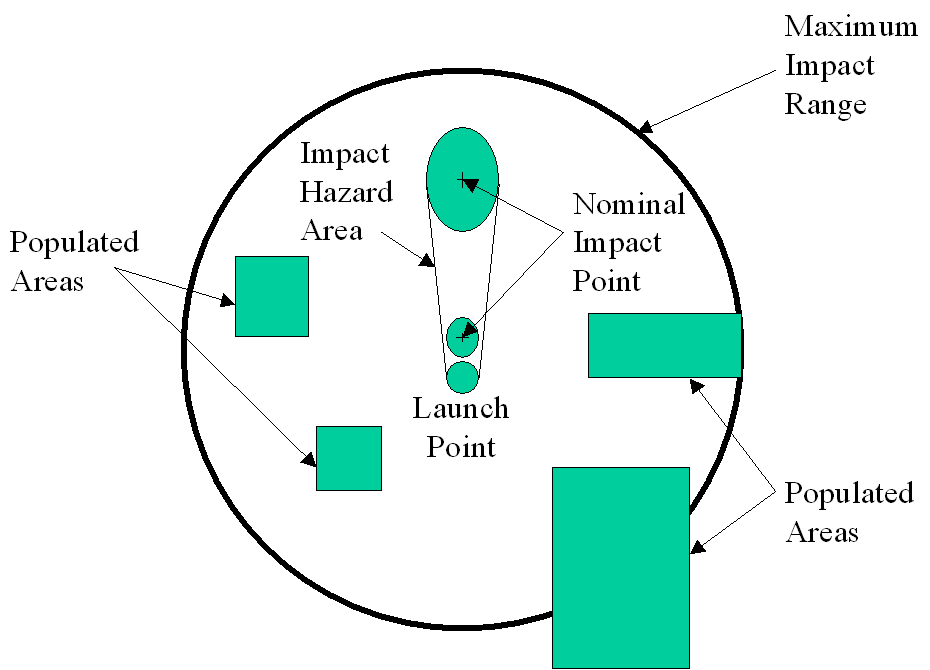 Maximum
Impact
Range
Impact
Hazard
Area
Nominal
Impact
Point
Populated
Areas
Launch
Point
Populated
Areas